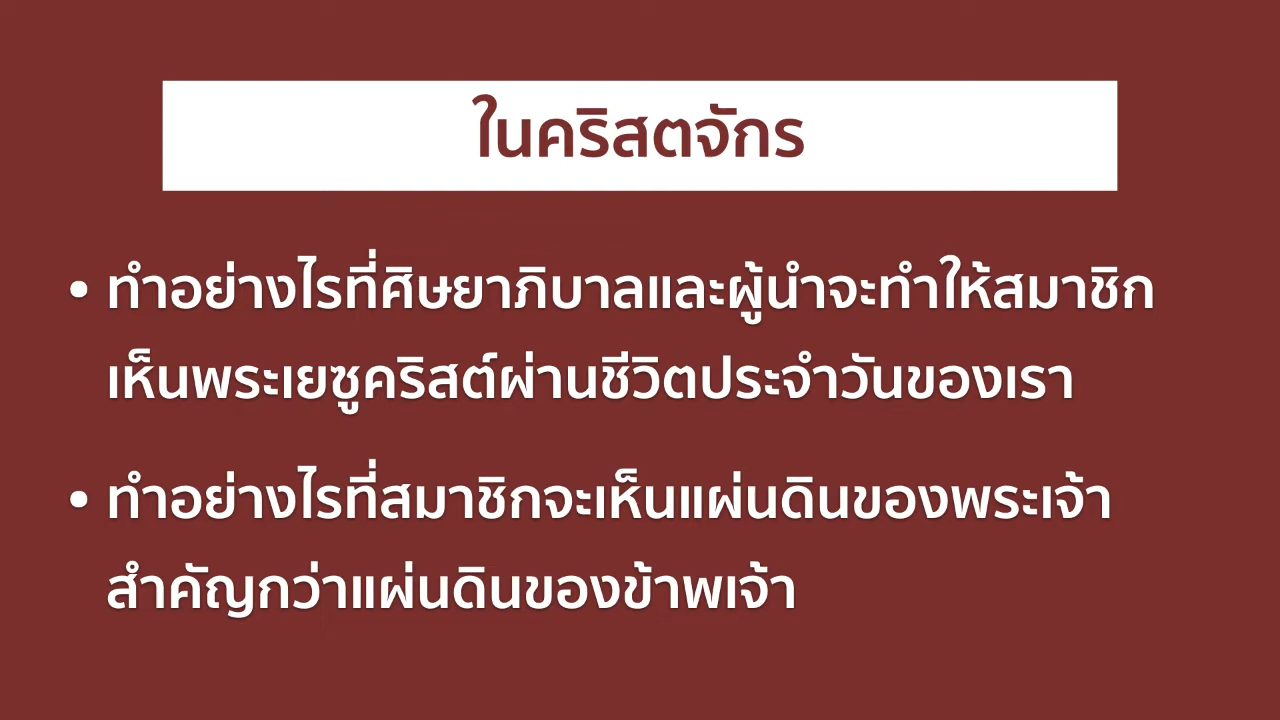 ในคริสตจักร
• ทำอย่างไรที่ศิษยาภิบาลและผู้นำจะทำให้สมาชิก
เห็นพระเยซูคริสต์ผ่านชีวิตประจำวันของเรา
• ทำอย่างไรที่สมาชิกจะเห็นแผ่นดินของพระเจ้า
สำคัญกว่าแผ่นดินของข้าพเจ้า